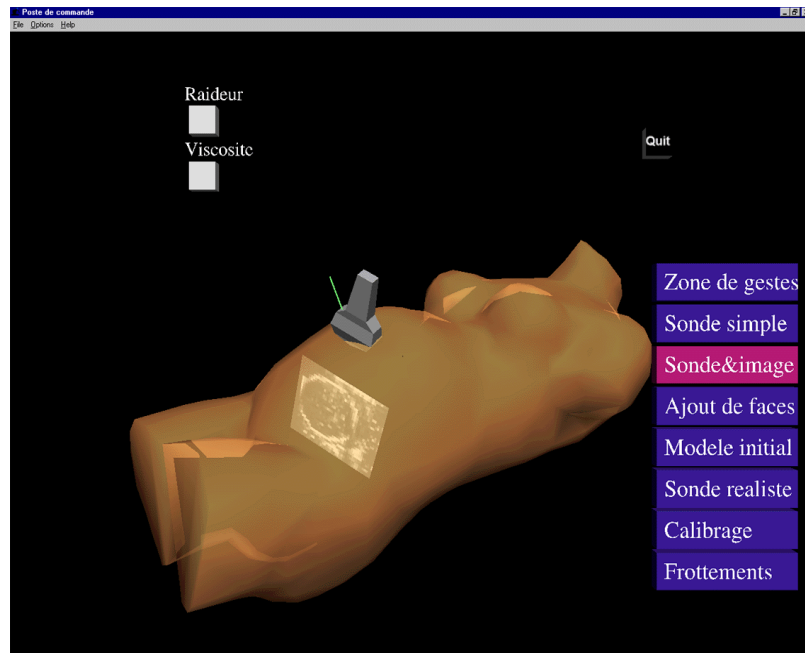 Poste de commande
File Options Help
Raideur
Viscosite
Quit
Zone de gestes
Sonde simple
Sonde&image
Ajout de faces
Modele initial
Sonde realiste
Calibrage
Frottements